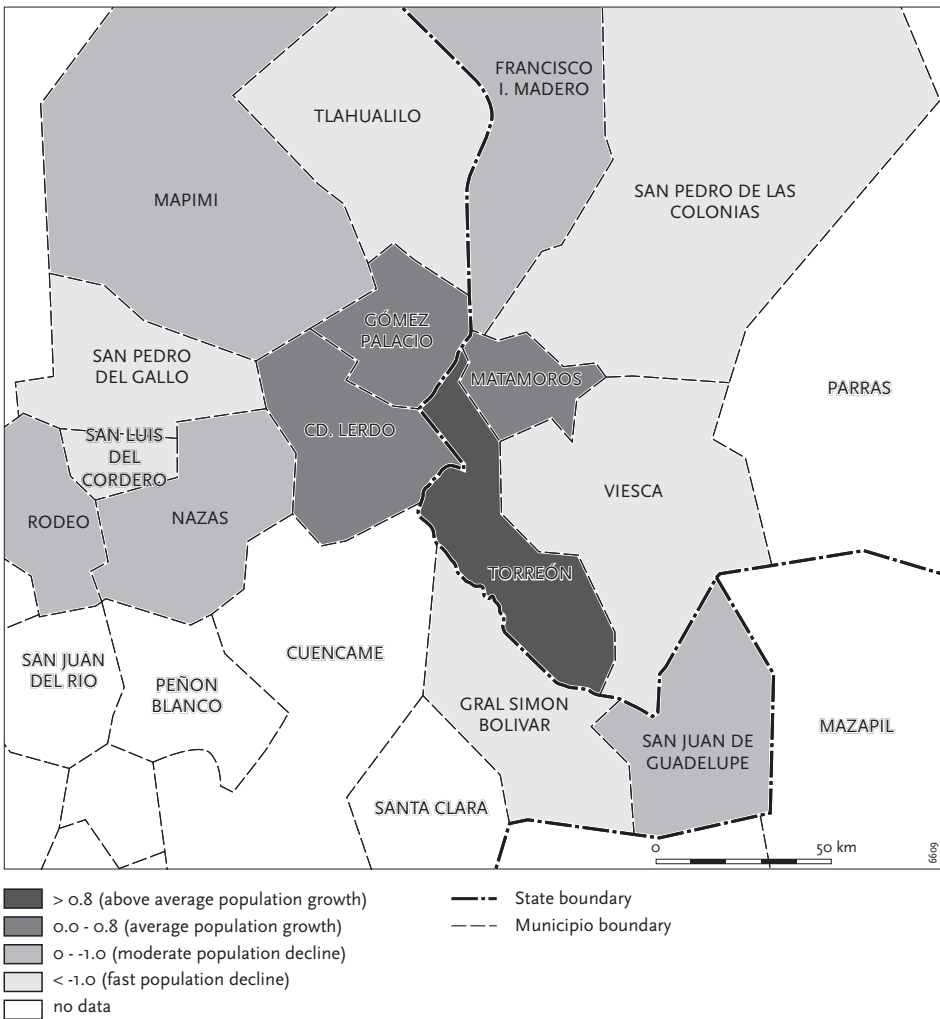 FRANCISCO
I. MADERO
TLAHUALILO
MAPIMI
SAN PEDRO DE LAS
COLONIAS
GÓMEZ
PALACIO
SAN PEDRO
DEL GALLO
MATAMOROS
PARRAS
SAN LUIS
DEL
CORDERO
CD. LERDO
VIESCA
RODEO
NAZAS
TORREÓN
CUENCAME
SAN JUAN
DEL RIO
PEÑON
BLANCO
GRAL SIMON
BOLIVAR
SAN JUAN DE
GUADELUPE
MAZAPIL
SANTA CLARA
0 50 km
6609
> 0.8 (above average population growth)
0.0 - 0.8 (average population growth)
0 - -1.0 (moderate population decline)
< -1.0 (fast population decline)
no data
State boundary
Municipio boundary